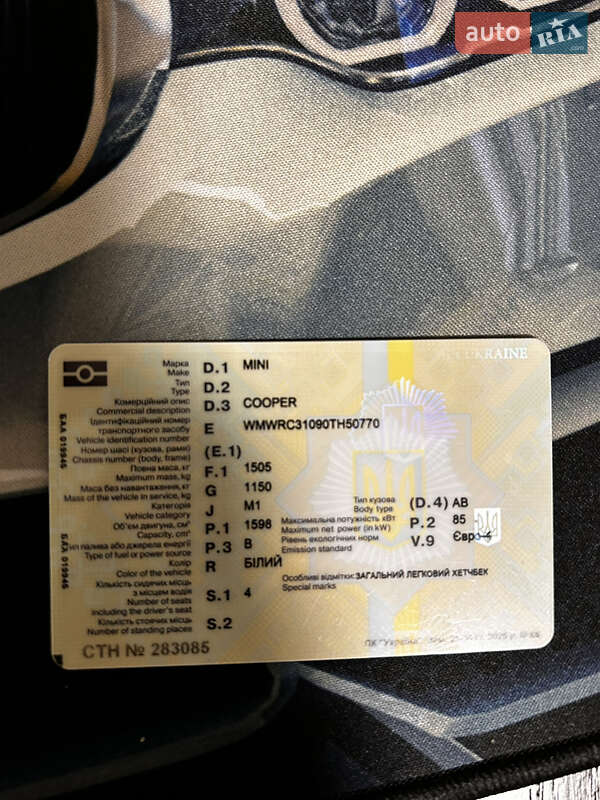 auto RIA
.com
UKRAINE
Марка
Make D.1 MINI
Тип
Type D.2
Комерційний опис
Commercial description D.3 COOPER
Ідентифікаційний номер
транспортного засобу E WMWRC31090TH50770
Vehicle identification number
Номер шасі (кузова, рами) (E.1)
Chassis number (body, frame)
Повна маса, кг F.1 1505
Maximum mass, kg
Маса без навантаження, кг G 1150
Mass of the vehicle in service, kg
Категорія J M1
Vehicle category
Тип кузова (D.4) AB
Body type
Об'єм двигуна, см³ P.1 1598
Capacity, cm³
Максимальна потужність кВт P.2 85
Maximum net power (in kW)
Тип палива або джерела енергії P.3 B
Type of fuel or power source
Рівень екологічних норм V.9 Євро-4
Emission standard
Колір R БІЛИЙ
Color of the vehicle
Особливі відмітки: ЗАГАЛЬНИЙ ЛЕГКОВИЙ ХЕТЧБЕК
Special marks
Кількість сидячих місць
з місцем водія S.1 4
Number of seats
including the driver's seat
Кількість стоячих місць S.2
Number of standing places
СТН № 283085
БАА 019946
БАХ 019946